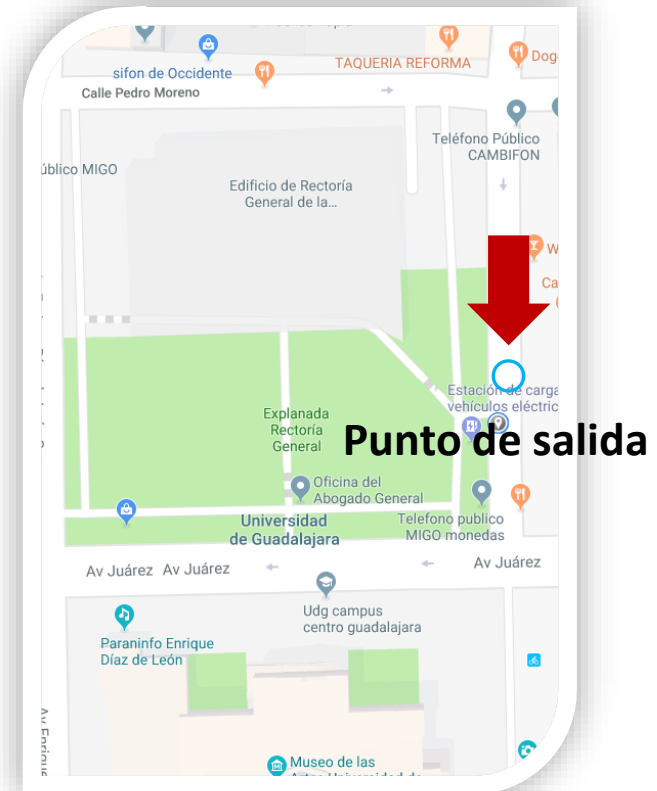 sifon de Occidente
TAQUERIA REFORMA
Dog
Calle Pedro Moreno
Teléfono Público
CAMBIFON
úblico MIGO
Edificio de Rectoría
General de la...
W
Ca
Estación de carga
vehículos eléctric
Explanada
Rectoría
General
Punto de salida
Oficina del
Abogado General
Universidad
de Guadalajara
Telefono publico
MIGO monedas
Av Juárez
Av Juárez
Av Juárez
Udg campus
centro guadalajara
Paraninfo Enrique
Díaz de León
Av Enrique
Museo de las